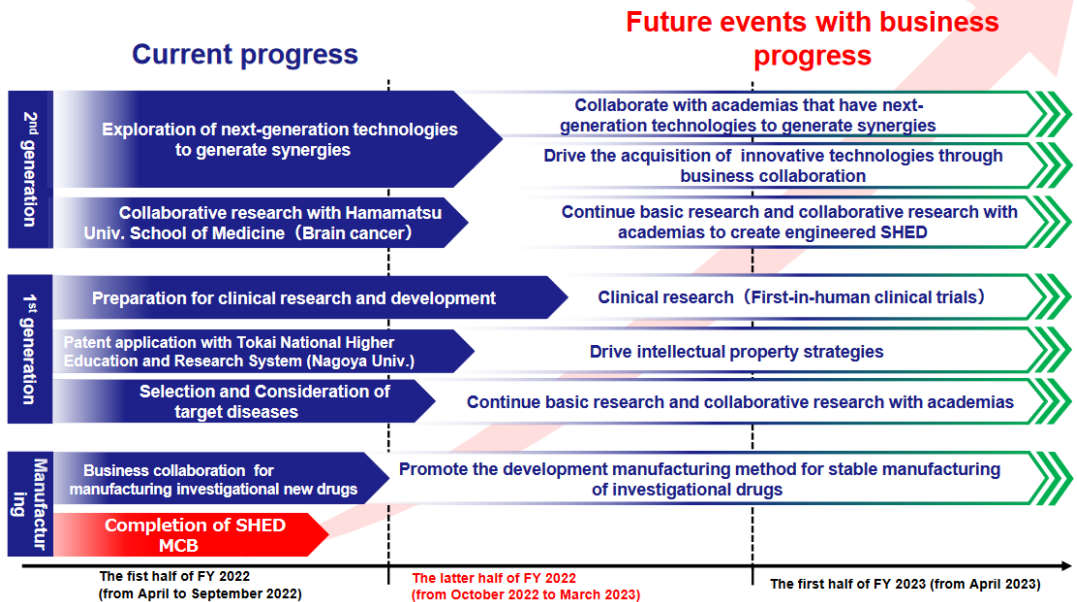 Current progress
Future events with business
progress
2nd generation
Exploration of next-generation technologies
to generate synergies
Collaborate with academias that have next-
generation technologies to generate synergies
Drive the acquisition of innovative technologies through
business collaboration
Collaborative research with Hamamatsu
Univ. School of Medicine（Brain cancer）
Continue basic research and collaborative research with
academias to create engineered SHED
1st generation
Preparation for clinical research and development
Clinical research（First-in-human clinical trials）
Patent application with Tokai National Higher
Education and Research System (Nagoya Univ.)
Drive intellectual property strategies
Selection and Consideration of
target diseases
Continue basic research and collaborative research with academias
Manufactur
ing
Business collaboration for
manufacturing investigational new drugs
Promote the development manufacturing method for stable manufacturing
of investigational drugs
Completion of SHED
MCB
The fist half of FY 2022
(from April to September 2022)
The latter half of FY 2022
(from October 2022 to March 2023)
The first half of FY 2023 (from April 2023)